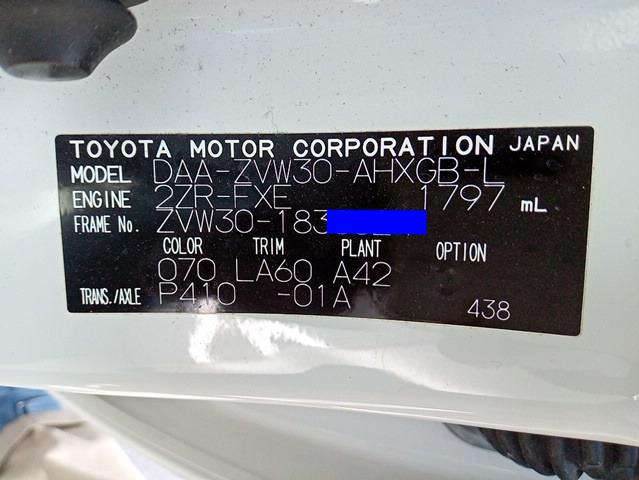 TOYOTA MOTOR CORPORATION JAPAN
MODEL DAA-ZVW30-AHXGB-L
ENGINE 2ZR-FXE 1797 mL
FRAME No. ZVW30-183
COLOR TRIM PLANT OPTION
070 LA60 A42
TRANS./AXLE P410 -01A
438